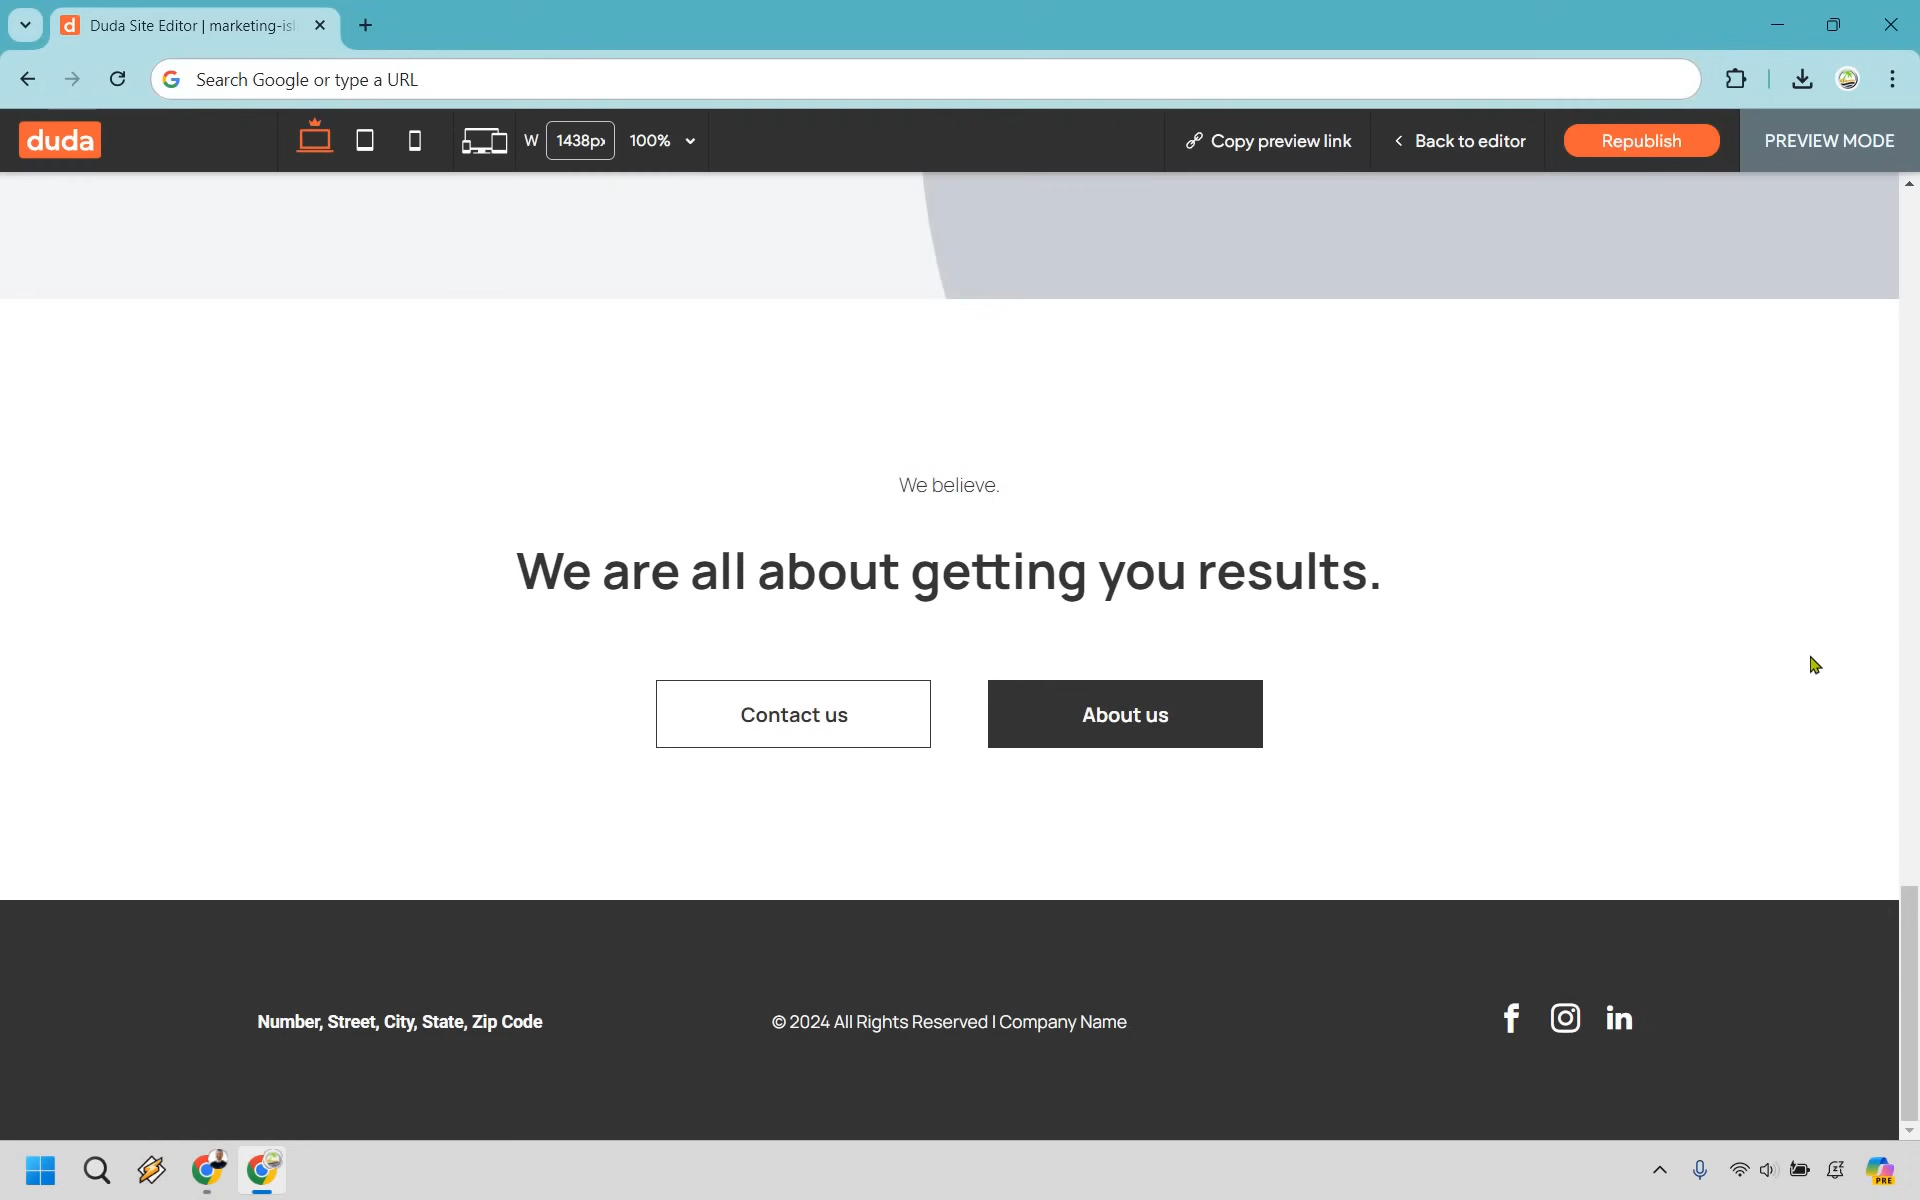 Duda Site Editor | marketing-isl
Search Google or type a URL
duda
W 1438px 100%
Copy preview link
Back to editor
Republish
PREVIEW MODE
We believe.
We are all about getting you results.
Contact us
About us
Number, Street, City, State, Zip Code
© 2024 All Rights Reserved | Company Name
PRE